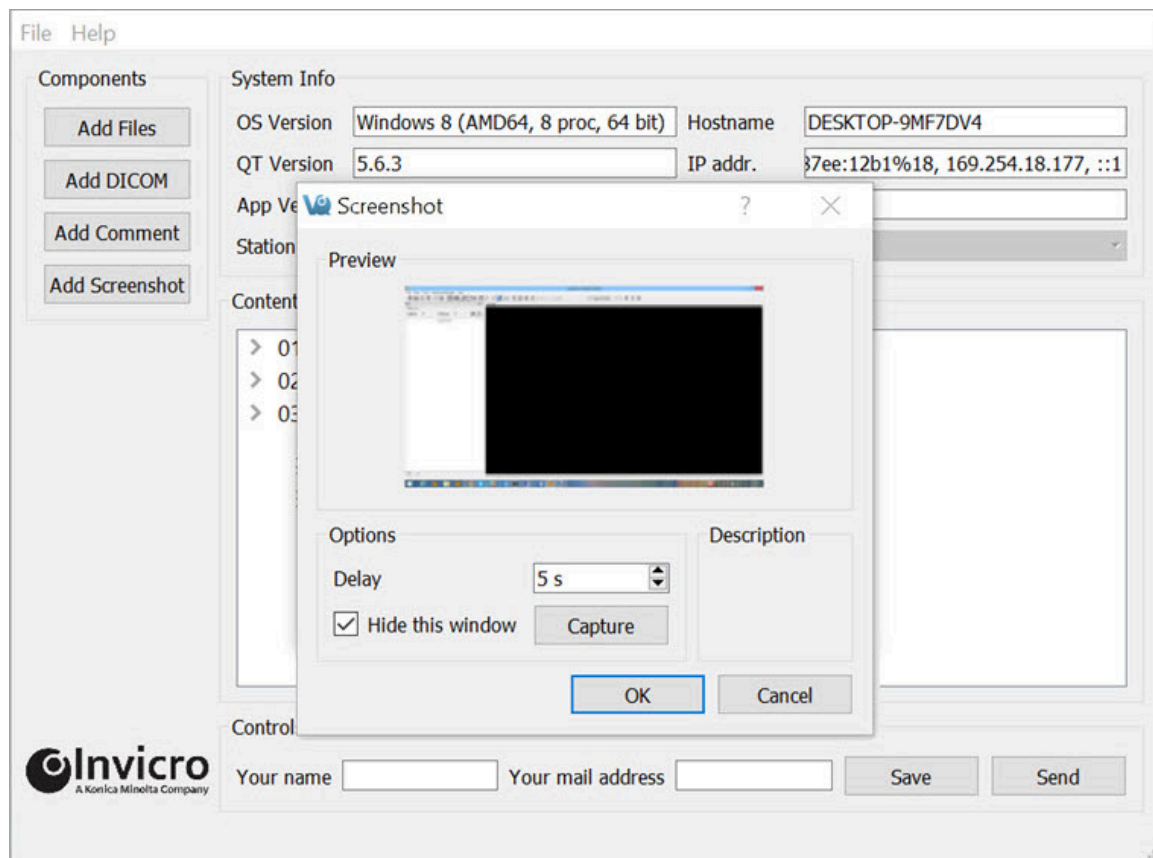 File Help
Components
Add Files
Add DICOM
Add Comment
Add Screenshot
System Info
OS Version Windows 8 (AMD64, 8 proc, 64 bit) Hostname DESKTOP-9MF7DV4
QT Version 5.6.3 IP addr. 37ee:12b1%18, 169.254.18.177, ::1
App Ve
Station
Content
01
02
03
Screenshot ?
Preview
Options
Delay 5 s
Hide this window Capture
Description
OK Cancel
Control
Your name Your mail address Save Send
Invicro
A Konica Minolta Company